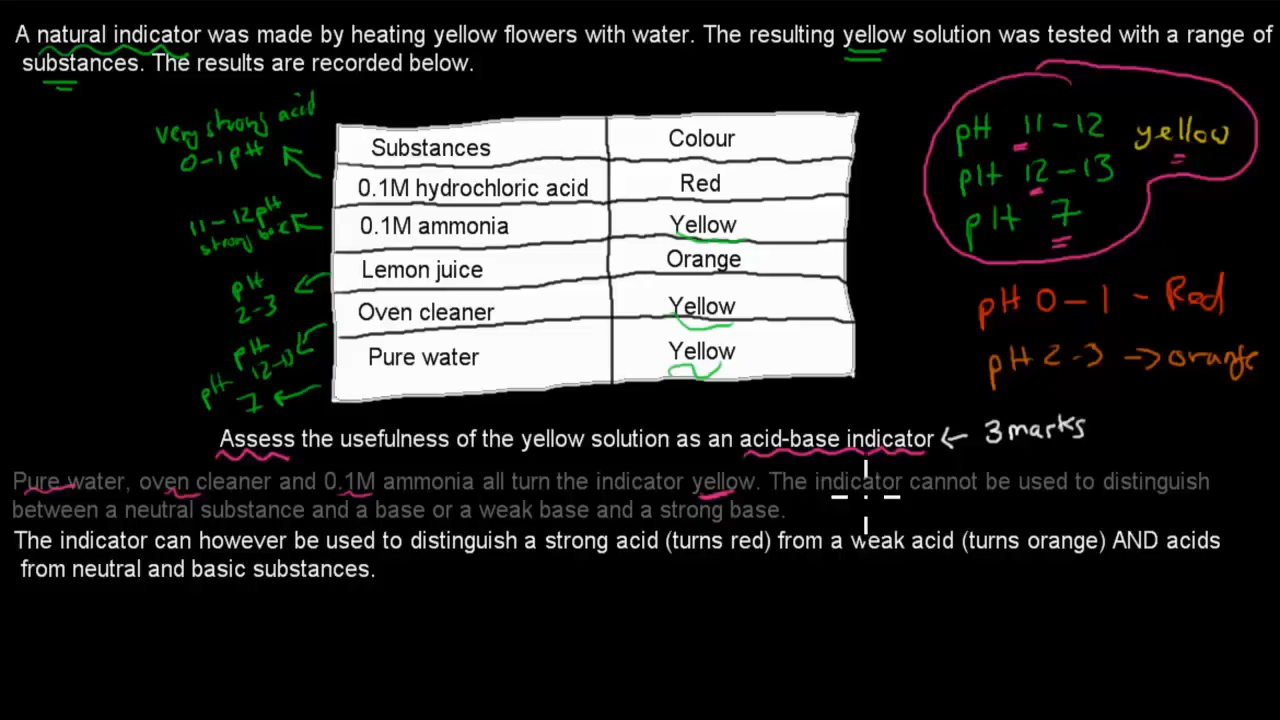 A natural indicator was made by heating yellow flowers with water. The resulting yellow solution was tested with a range of
substances. The results are recorded below.
very strong acid
0-1 pH
11-12 pH
pH
2-3
pH
12-13
pH
7
Substances Colour
0.1M hydrochloric acid Red
0.1M ammonia Yellow
Lemon juice Orange
Oven cleaner Yellow
Pure water Yellow
pH 11-12 yellow
pH 12-13
pH 7
pH 0-1 - Red
pH 2-3 → orange
Assess the usefulness of the yellow solution as an acid-base indicator ← 3 marks
Pure water, oven cleaner and 0.1M ammonia all turn the indicator yellow. The indicator cannot be used to distinguish
between a neutral substance and a base or a weak base and a strong base.
The indicator can however be used to distinguish a strong acid (turns red) from a weak acid (turns orange) AND acids
from neutral and basic substances.